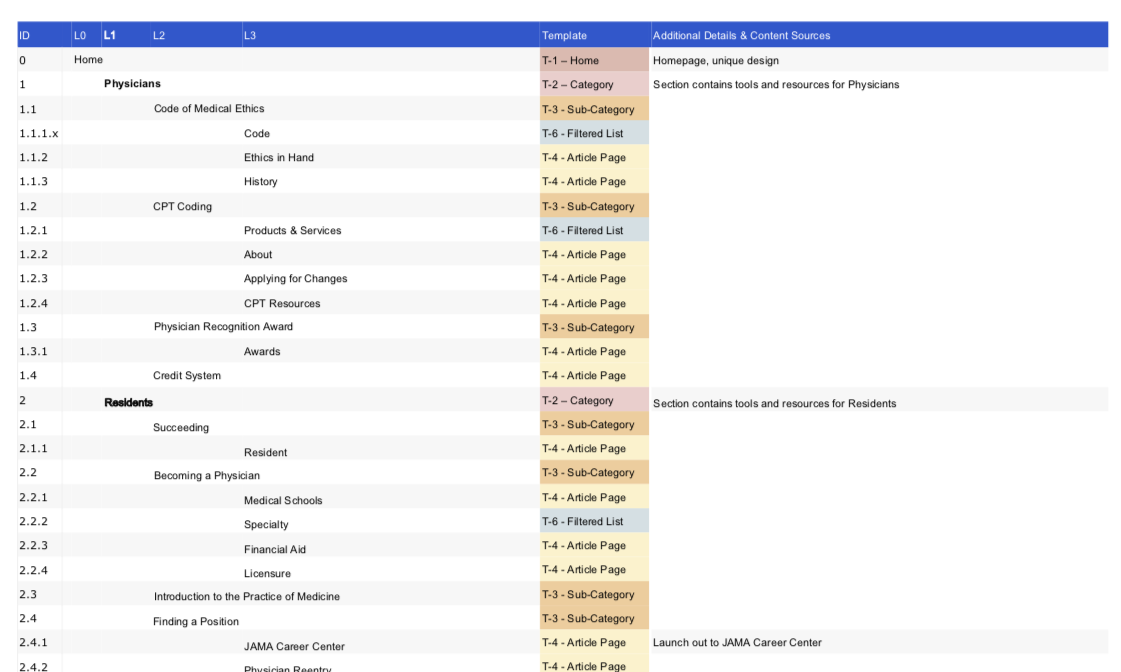 ID L0 L1 L2 L3 Template Additional Details & Content Sources
0 Home T-1 – Home Homepage, unique design
1 Physicians T-2 – Category Section contains tools and resources for Physicians
1.1 Code of Medical Ethics T-3 - Sub-Category
1.1.1.x Code T-6 - Filtered List
1.1.2 Ethics in Hand T-4 - Article Page
1.1.3 History T-4 - Article Page
1.2 CPT Coding T-3 - Sub-Category
1.2.1 Products & Services T-6 - Filtered List
1.2.2 About T-4 - Article Page
1.2.3 Applying for Changes T-4 - Article Page
1.2.4 CPT Resources T-4 - Article Page
1.3 Physician Recognition Award T-3 - Sub-Category
1.3.1 Awards T-4 - Article Page
1.4 Credit System T-4 - Article Page
2 Residents T-2 – Category Section contains tools and resources for Residents
2.1 Succeeding T-3 - Sub-Category
2.1.1 Resident T-4 - Article Page
2.2 Becoming a Physician T-3 - Sub-Category
2.2.1 Medical Schools T-4 - Article Page
2.2.2 Specialty T-6 - Filtered List
2.2.3 Financial Aid T-4 - Article Page
2.2.4 Licensure T-4 - Article Page
2.3 Introduction to the Practice of Medicine T-3 - Sub-Category
2.4 Finding a Position T-3 - Sub-Category
2.4.1 JAMA Career Center T-4 - Article Page Launch out to JAMA Career Center
2.4.2 Physician Reentry T-4 - Article Page